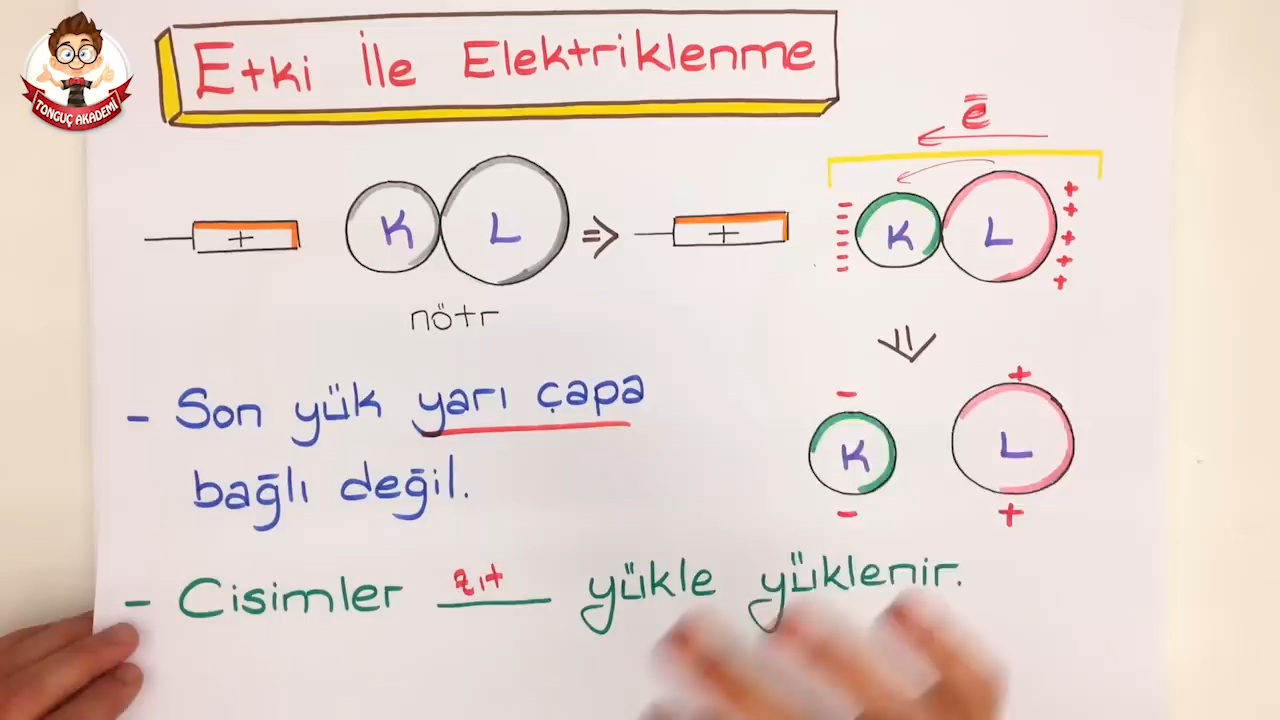 TONGUÇ AKADEMİ
Etki İle Elektriklenme
ē
+ K L ⇒ + - - - - - - K L + + + + +
nötr
⇓
- Son yük yarı çapa
bağlı değil.
- +
K L
- +
- Cisimler zıt yükle yüklenir.